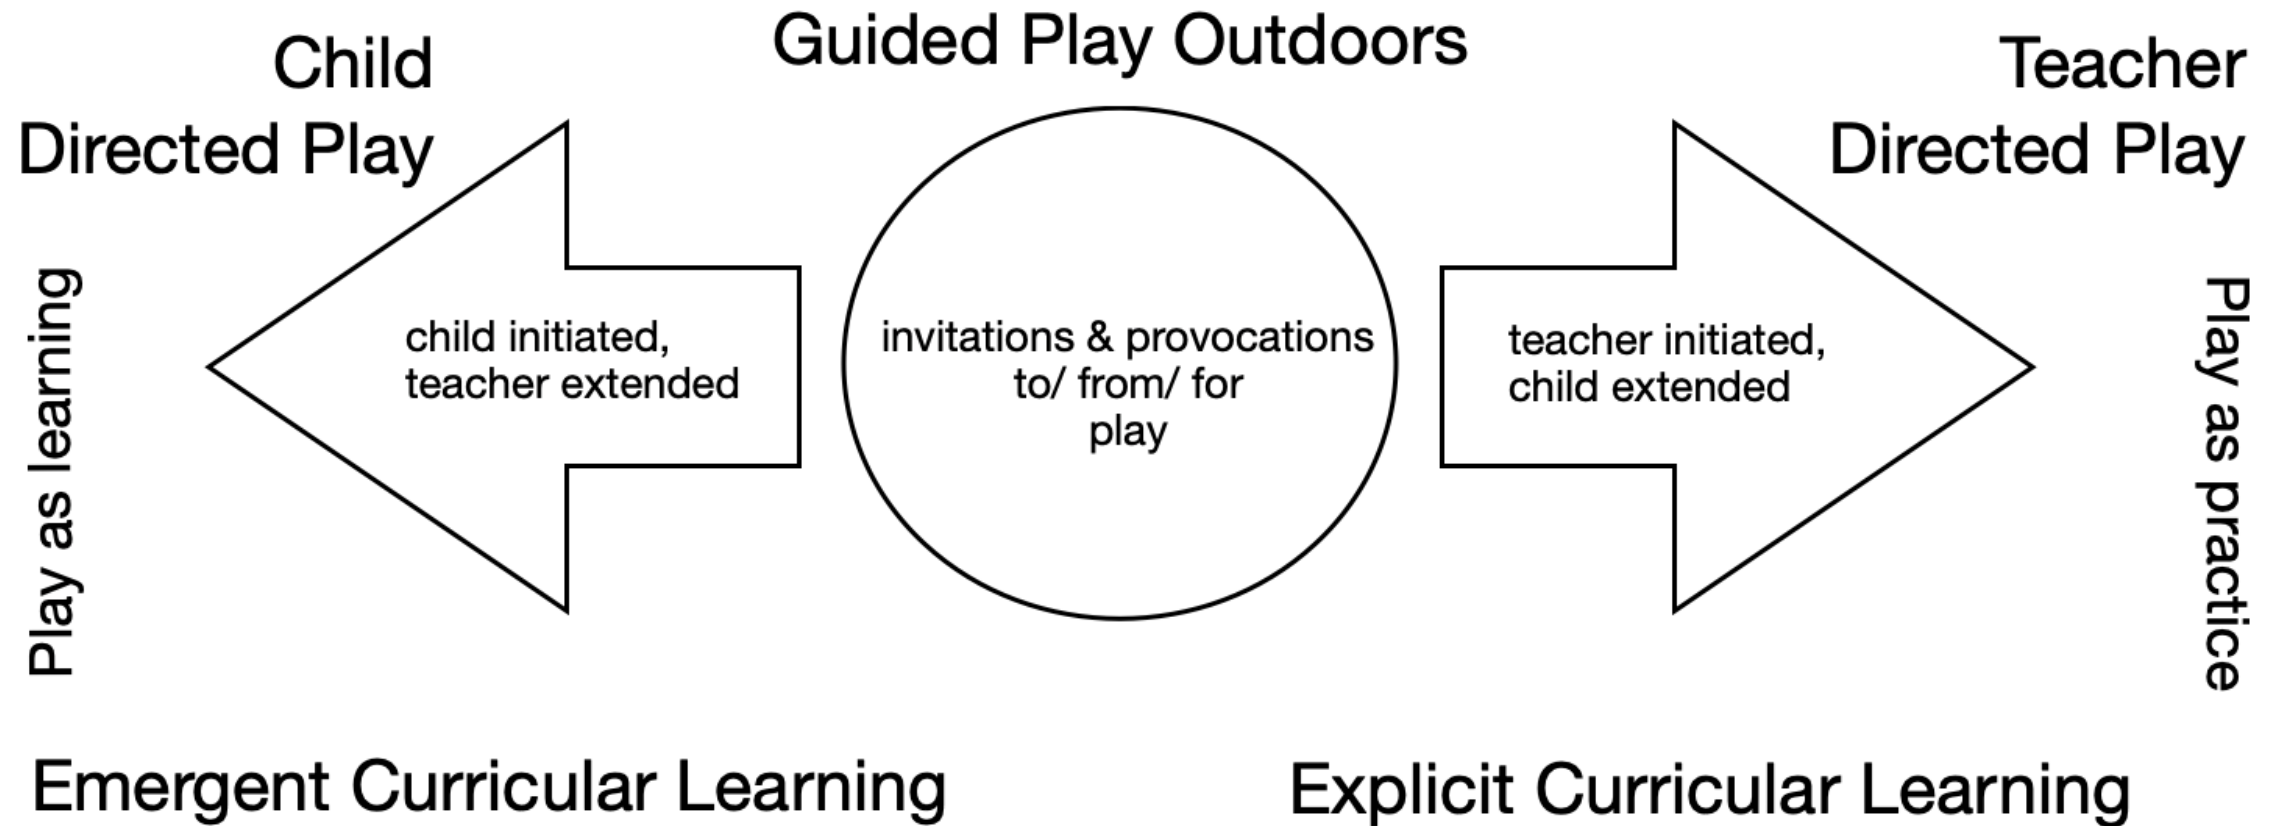 Guided Play Outdoors
Child
Directed Play
Teacher
Directed Play
Play as learning
child initiated,
teacher extended
invitations & provocations
to/ from/ for
play
teacher initiated,
child extended
Play as practice
Emergent Curricular Learning
Explicit Curricular Learning